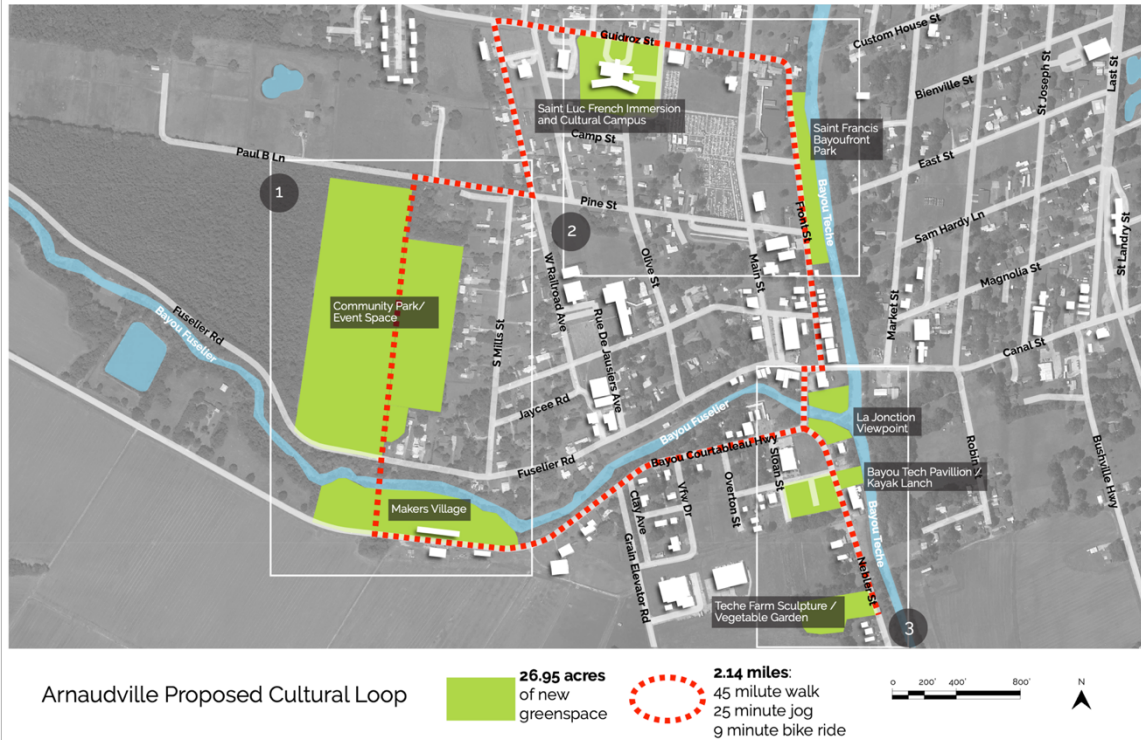 Guidroz St
Custom House St
Bienville St
St Joseph St
Last St
Saint Luc French Immersion
and Cultural Campus
Camp St
Saint Francis
Bayoufront
Park
East St
Paul B Ln
Bayou Teche
1
Pine St
Front St
Sam Hardy Ln
St Landry St
2
W Railroad Ave
Olive St
Main St
Magnolia St
Community Park/
Event Space
Fuselier Rd
Bayou Fuselier
S Mills St
Rue De Jausiers Ave
Market St
Canal St
Jaycee Rd
Bayou Fuselier
La Jonction
Viewpoint
Fuselier Rd
Bayou Courtableau Hwy
Sloan St
Robin St
Bushville Hwy
Bayou Tech Pavillion /
Kayak Lanch
Makers Village
Clay Ave
Vfw Dr
Overton St
Bayou Teche
Grain Elevator Rd
Nebler St
Teche Farm Sculpture /
Vegetable Garden
3
Arnaudville Proposed Cultural Loop
26.95 acres
of new
greenspace
2.14 miles:
45 milute walk
25 minute jog
9 minute bike ride
0 200' 400' 800'
N